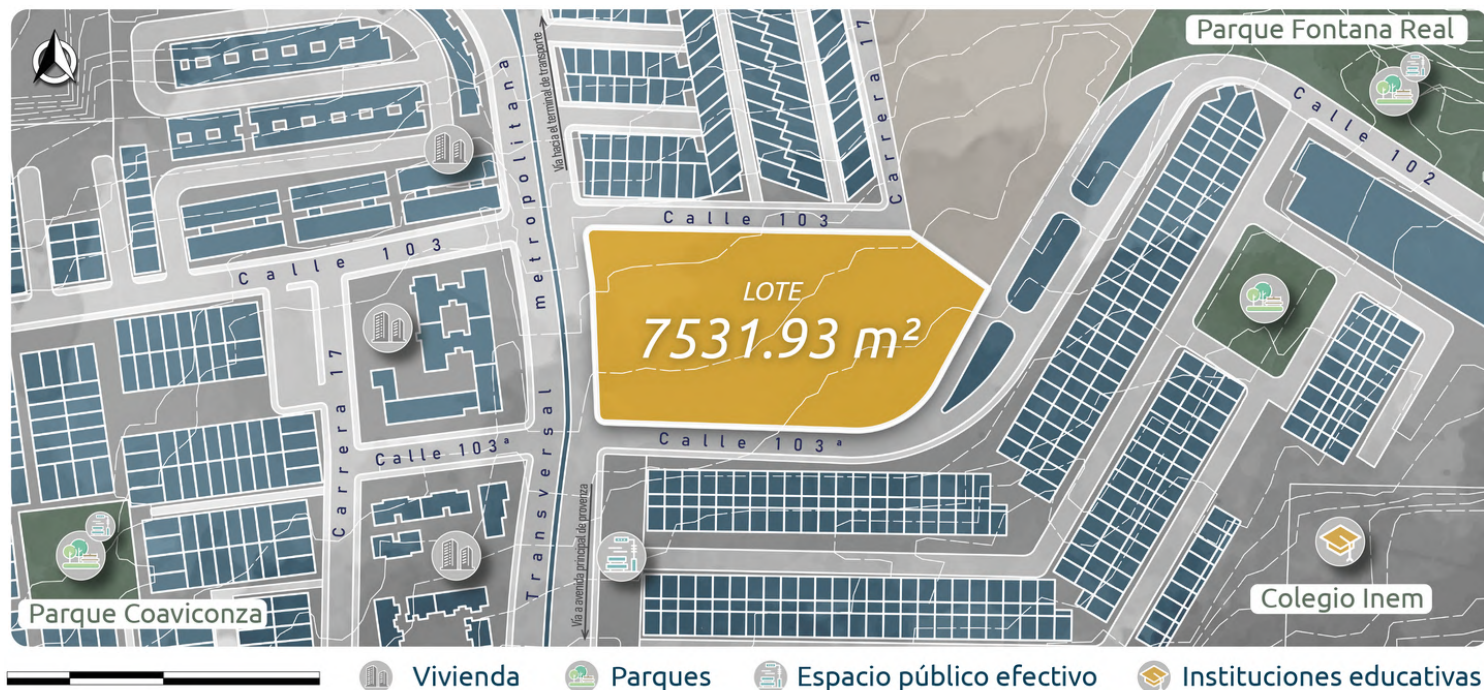 Parque Fontana Real
Vía hacia el terminal de transporte
Carrera 17
Calle 102
Calle 103
Calle 103
Transversal metropolitana
LOTE
7531.93 m²
Carrera 17
Calle 103ª
Calle 103ª
Vía a avenida principal de provenza
Parque Coaviconza
Colegio Inem
Vivienda
Parques
Espacio público efectivo
Instituciones educativas